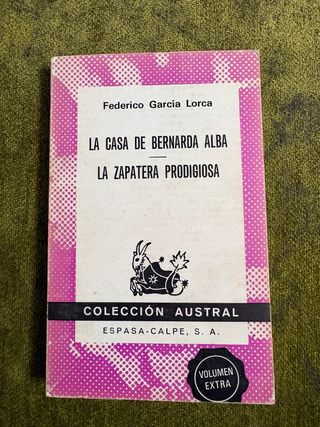 Federico García Lorca
LA CASA DE BERNARDA ALBA
LA ZAPATERA PRODIGIOSA
COLECCIÓN AUSTRAL
ESPASA-CALPE, S. A.
VOLUMEN
EXTRA